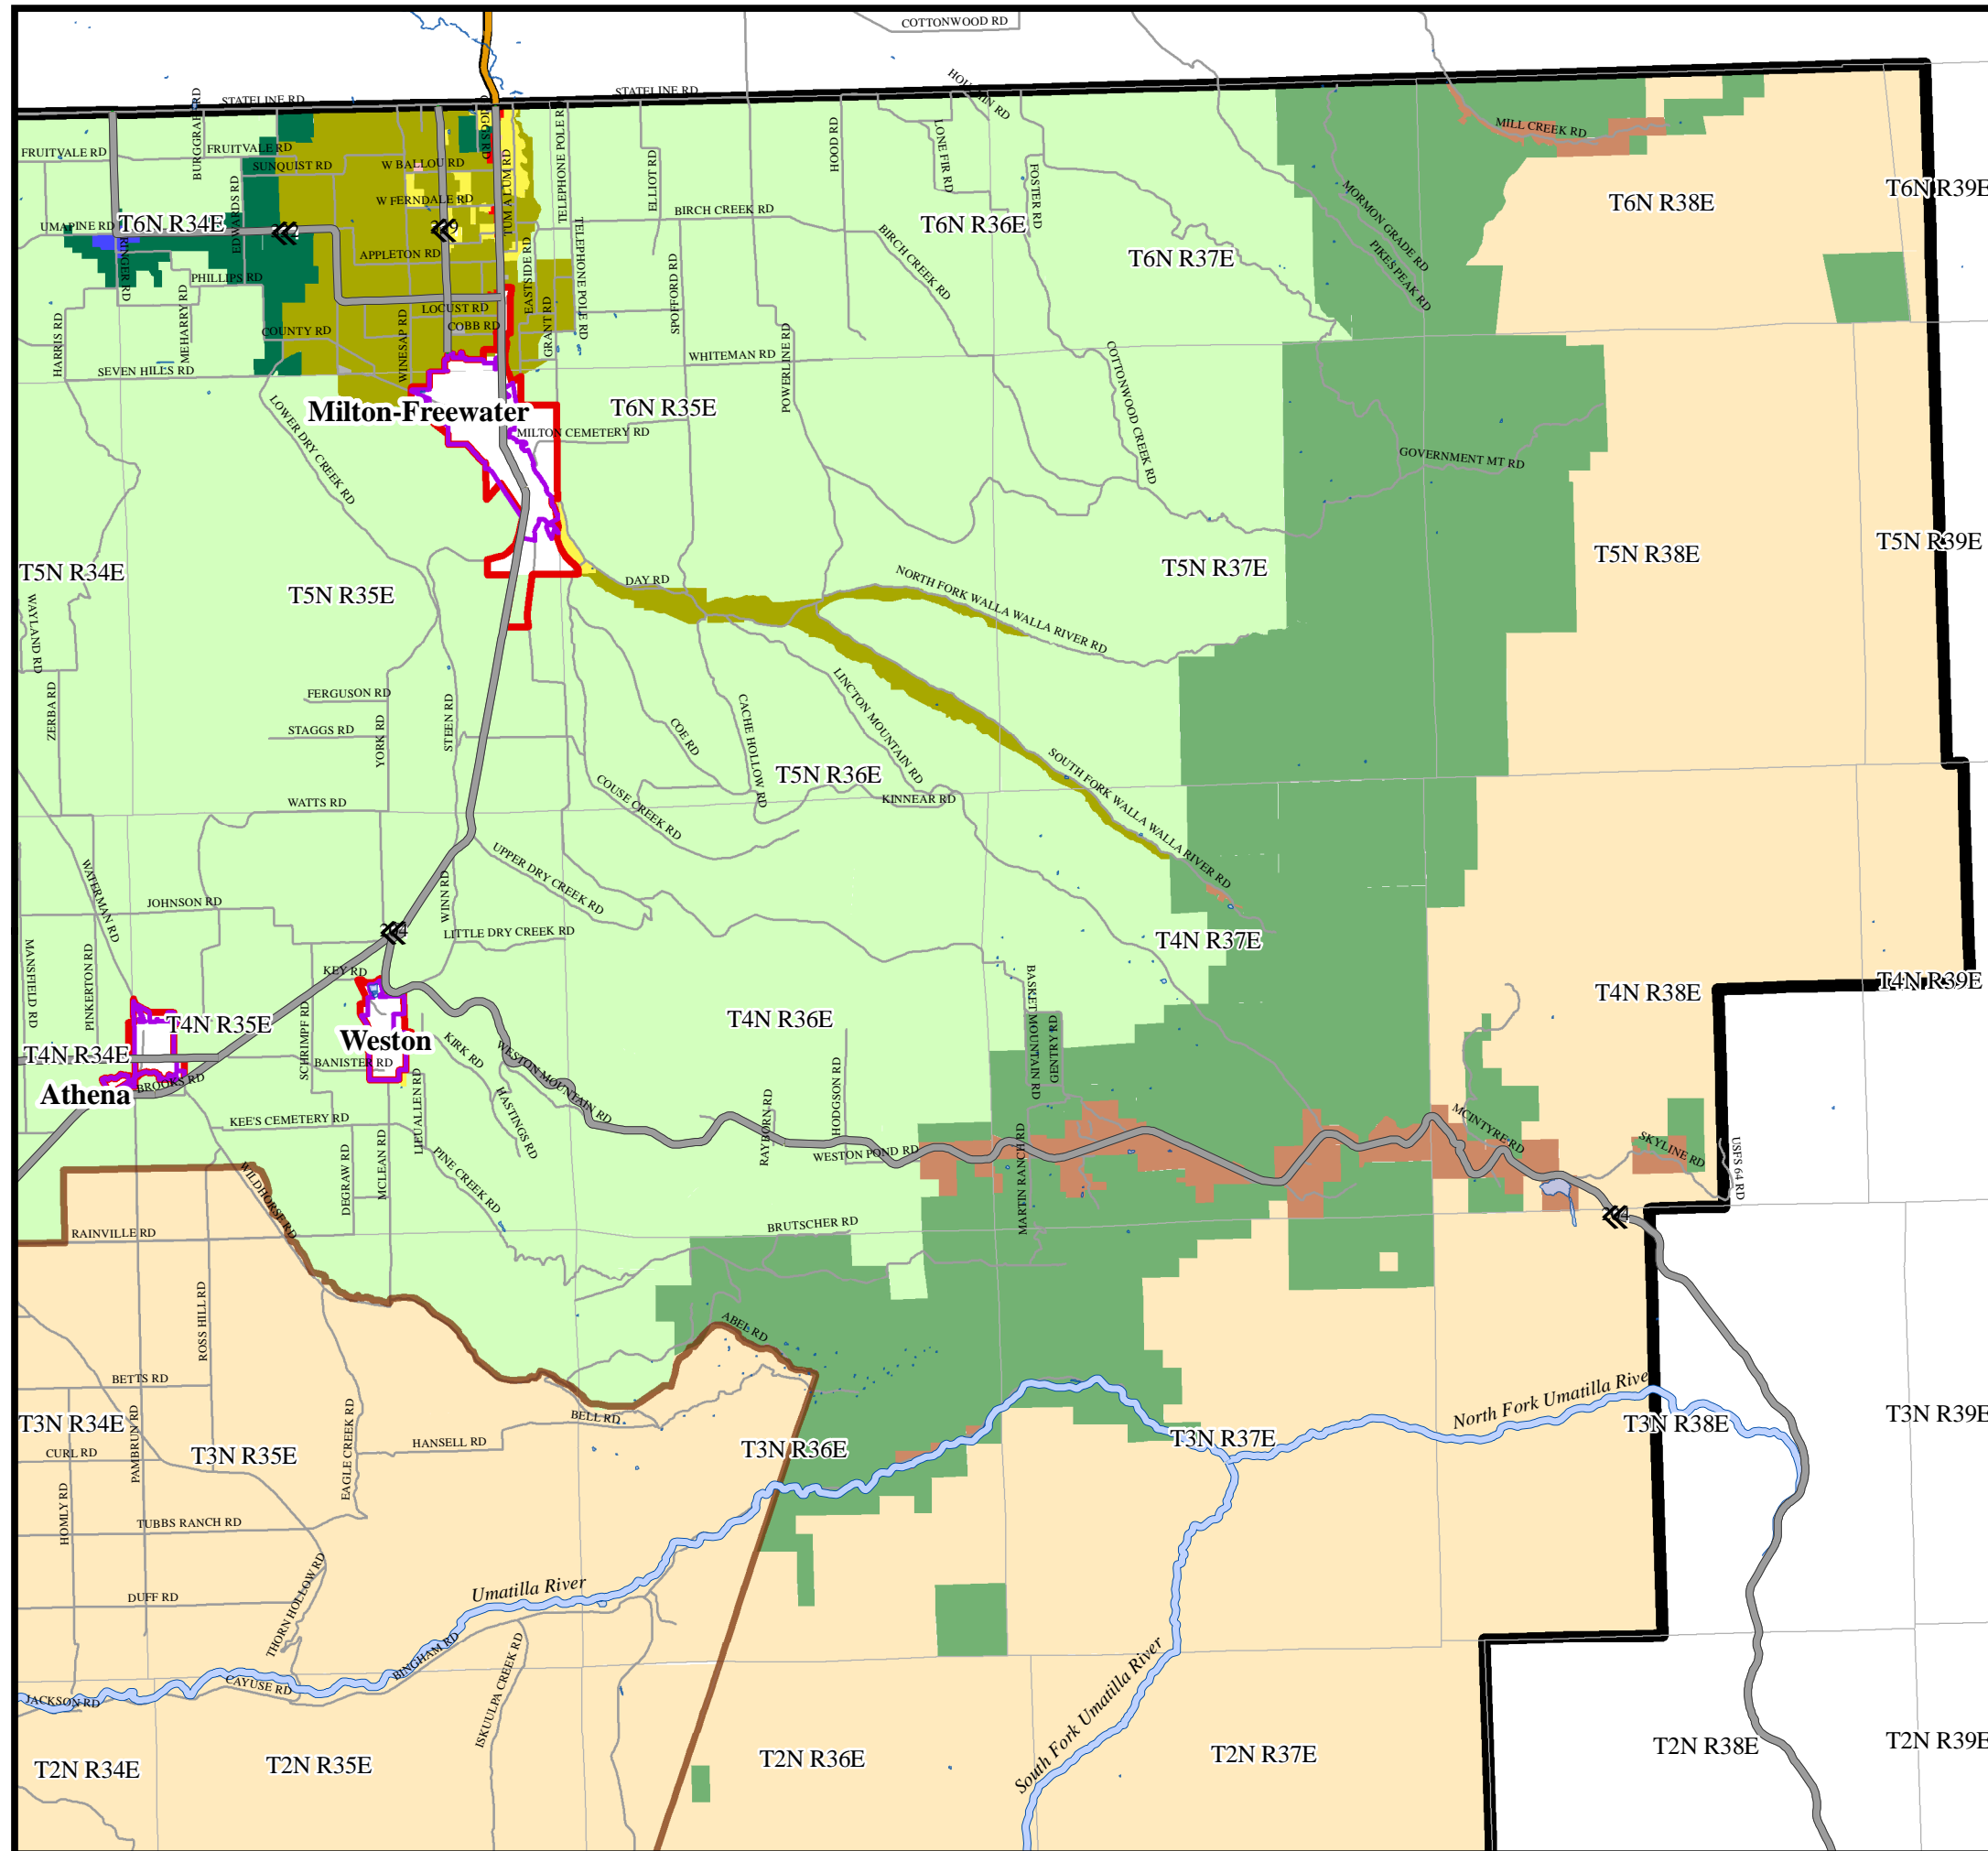 COTTONWOOD RD
STATELINE RD
STATELINE RD
HOUTIN RD
MILL CREEK RD
BURGGRAF RD
FRUITVALE RD
FRUITVALE RD
SUNQUIST RD
W BALLOU RD
TUM A LUM RD
TELEPHONE POLE RD
ELLIOT RD
HOOD RD
LONE FIR RD
FOSTER RD
MORMON GRADE RD
PIKES PEAK RD
T6N R38E
T6N R39E
UMAPINE RD
T6N R34E
EDWARDS RD
W FERNDALE RD
BIRCH CREEK RD
T6N R36E
BIRCH CREEK RD
T6N R37E
RINGER RD
PHILLIPS RD
APPLETON RD
EASTSIDE RD
TELEPHONE POLE RD
SPOFFORD RD
HARRIS RD
MEHARRY RD
COUNTY RD
WINESAP RD
LOCUST RD
COBB RD
GRANT RD
POWERLINE RD
WHITEMAN RD
SEVEN HILLS RD
LOWER DRY CREEK RD
Milton-Freewater
T6N R35E
MILTON CEMETERY RD
COTTONWOOD CREEK RD
GOVERNMENT MT RD
T5N R34E
T5N R35E
T5N R37E
T5N R38E
T5N R39E
WAYLAND RD
DAY RD
NORTH FORK WALLA WALLA RIVER RD
ZERBA RD
FERGUSON RD
STAGGS RD
YORK RD
STEEN RD
COE RD
CACHE HOLLOW RD
LINCTON MOUNTAIN RD
T5N R36E
KINNEAR RD
SOUTH FORK WALLA WALLA RIVER RD
WATTS RD
COUSE CREEK RD
UPPER DRY CREEK RD
WATERMAN RD
JOHNSON RD
WINN RD
LITTLE DRY CREEK RD
MANSFIELD RD
PINKERTON RD
KEY RD
T4N R37E
T4N R38E
T4N R39E
BASKET MOUNTAIN RD
GENTRY RD
T4N R35E
T4N R34E
SCHRIMPF RD
Weston
BANISTER RD
KIRK RD
WESTON MOUNTAIN RD
T4N R36E
Athena
BROOKS RD
LIEUALLEN RD
HASTINGS RD
RAYBORN RD
HODGSON RD
KEE'S CEMETERY RD
WESTON POND RD
MARTIN RANCH RD
MCINTYRE RD
SKYLINE RD
USFS 64 RD
WILDHORSE RD
DEGRAW RD
MCLEAN RD
PINE CREEK RD
RAINVILLE RD
BRUTSCHER RD
ROSS HILL RD
ABEL RD
BETTS RD
PAMBRUN RD
EAGLE CREEK RD
BELL RD
T3N R34E
CURL RD
T3N R35E
HANSELL RD
T3N R36E
T3N R37E
North Fork Umatilla Rive
T3N R38E
T3N R39E
HOMLY RD
TUBBS RANCH RD
DUFF RD
THORN HOLLOW RD
Umatilla River
BINGHAM RD
ISKUULPA CREEK RD
CAYUSE RD
JACKSON RD
South Fork Umatilla River
T2N R34E
T2N R35E
T2N R36E
T2N R37E
T2N R38E
T2N R39E